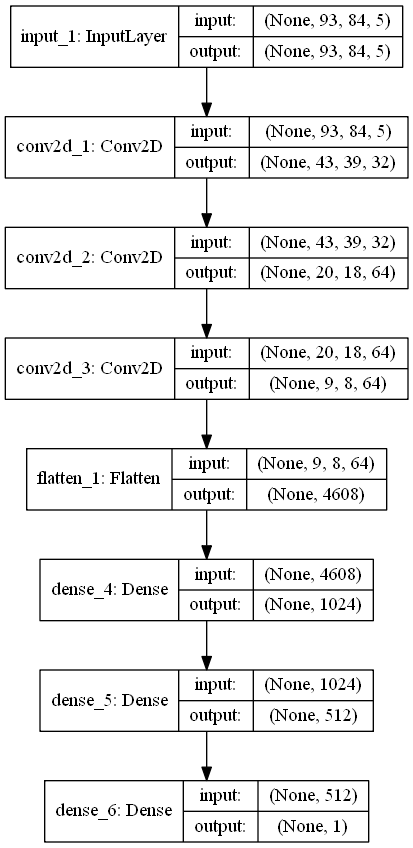 input_1: InputLayer
input: (None, 93, 84, 5)
output: (None, 93, 84, 5)
conv2d_1: Conv2D
input: (None, 93, 84, 5)
output: (None, 43, 39, 32)
conv2d_2: Conv2D
input: (None, 43, 39, 32)
output: (None, 20, 18, 64)
conv2d_3: Conv2D
input: (None, 20, 18, 64)
output: (None, 9, 8, 64)
flatten_1: Flatten
input: (None, 9, 8, 64)
output: (None, 4608)
dense_4: Dense
input: (None, 4608)
output: (None, 1024)
dense_5: Dense
input: (None, 1024)
output: (None, 512)
dense_6: Dense
input: (None, 512)
output: (None, 1)